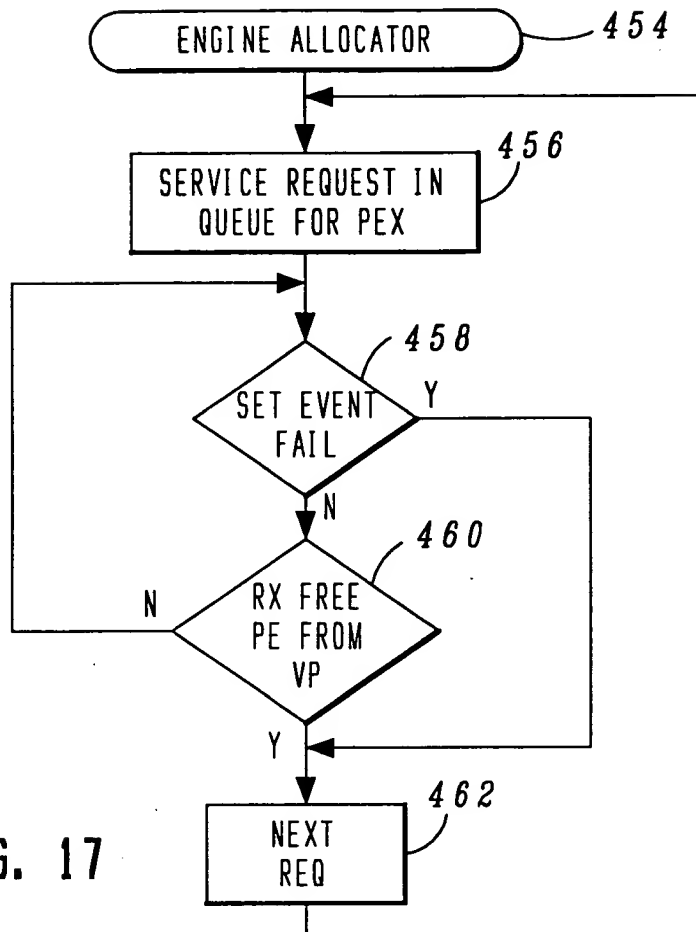 ENGINE ALLOCATOR
454
456
SERVICE REQUEST IN
QUEUE FOR PEX
458
SET EVENT
FAIL
Y
N
460
RX FREE
PE FROM
VP
N
Y
462
NEXT
REQ
G. 17